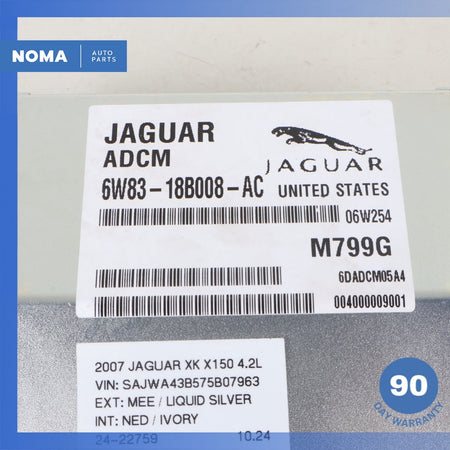 NOMA AUTO PARTS
JAGUAR
ADCM
6W83-18B008-AC
JAGUAR
UNITED STATES
06W254
M799G
6DADCM05A4
004000009001
2007 JAGUAR XK X150 4.2L
VIN: SAJWA43B575B07963
EXT: MEE / LIQUID SILVER
INT: NED / IVORY
24-22759 10.24
90
DAY WARRANTY